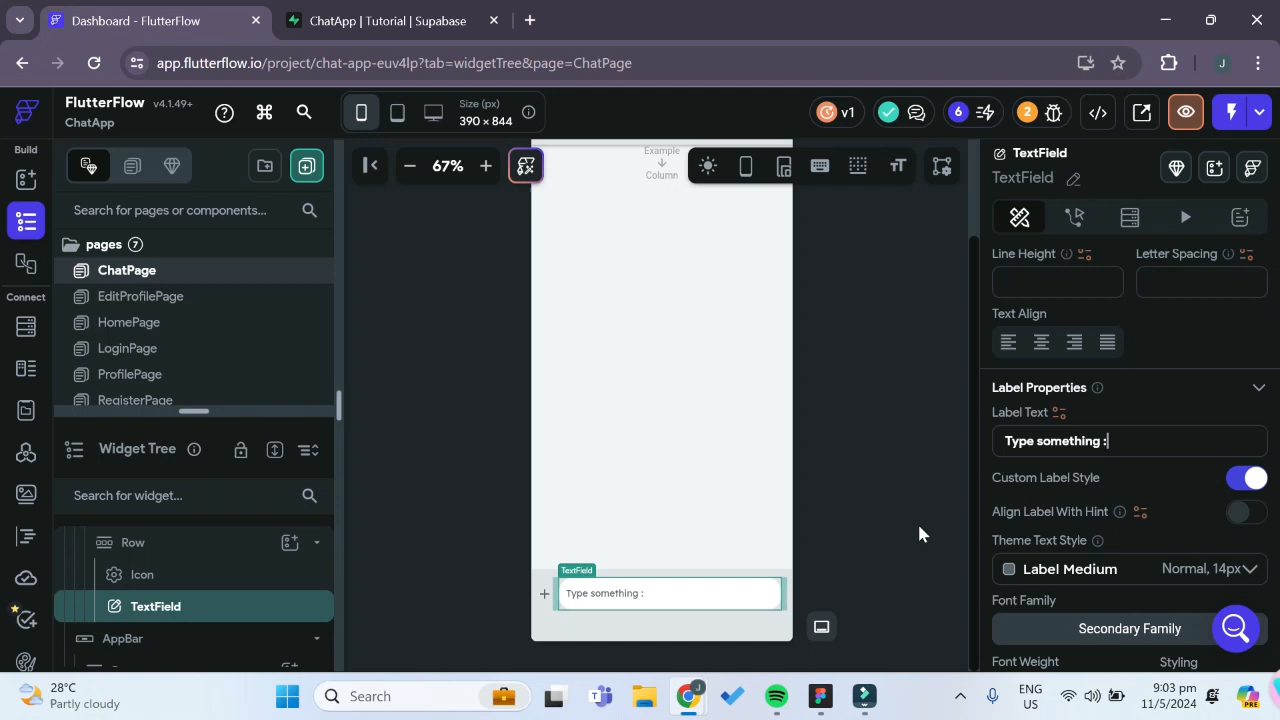 Dashboard - FlutterFlow
ChatApp | Tutorial | Supabase
app.flutterflow.io/project/chat-app-euv4lp?tab=widgetTree&page=ChatPage
J
FlutterFlow v4.1.49+
ChatApp
Size (px)
390 × 844
v1
6
2
Build
Connect
67%
Example
Column
Search for pages or components...
pages 7
ChatPage
EditProfilePage
HomePage
LoginPage
ProfilePage
RegisterPage
Widget Tree
Search for widget...
Row
Icon
TextField
AppBar
TextField
Type something :
TextField
TextField
Line Height
Letter Spacing
Text Align
Label Properties
Label Text
Type something :
Custom Label Style
Align Label With Hint
Theme Text Style
Label Medium Normal, 14px
Font Family
Secondary Family
Font Weight Styling
28°C
Partly cloudy
Search
J
ENG
US
9:03 pm
11/5/2024
PRE